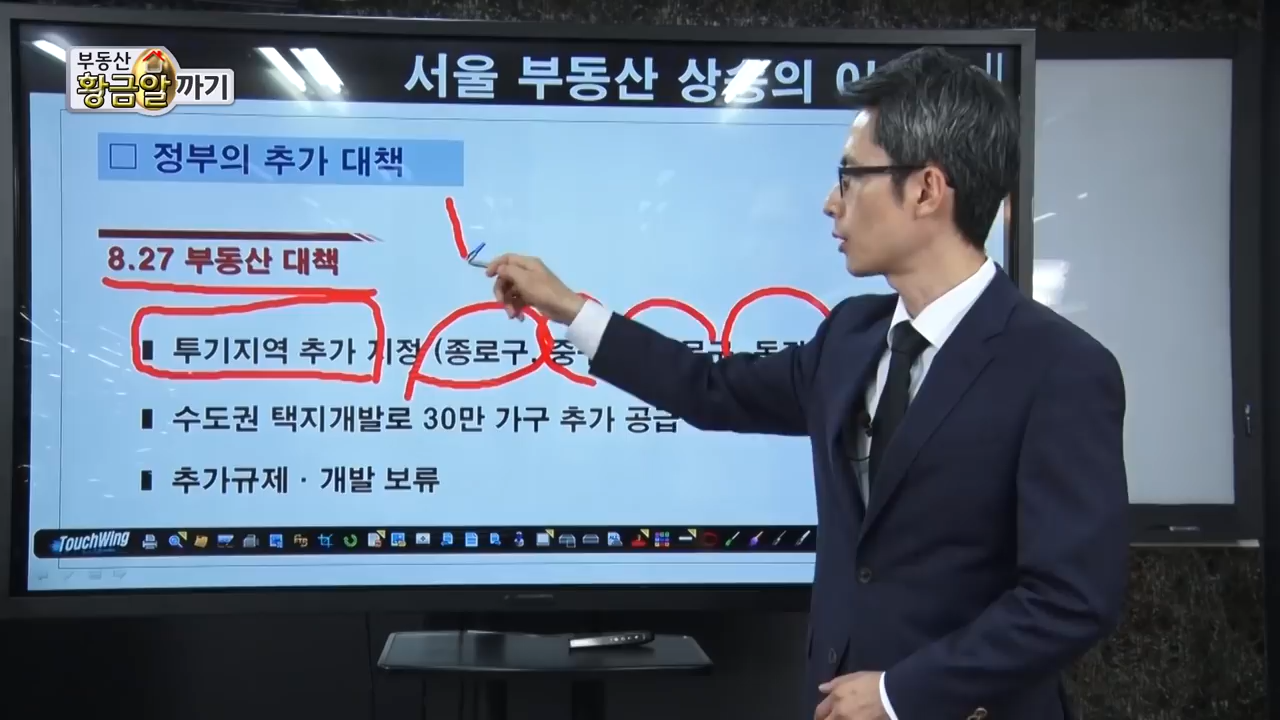 부동산
황금알까기
서울 부동산 상승의
□ 정부의 추가 대책
8.27 부동산 대책
투기지역 추가 지정 (종로구,
수도권 택지개발로 30만 가구 추가 공급
추가규제 · 개발 보류
TouchWing